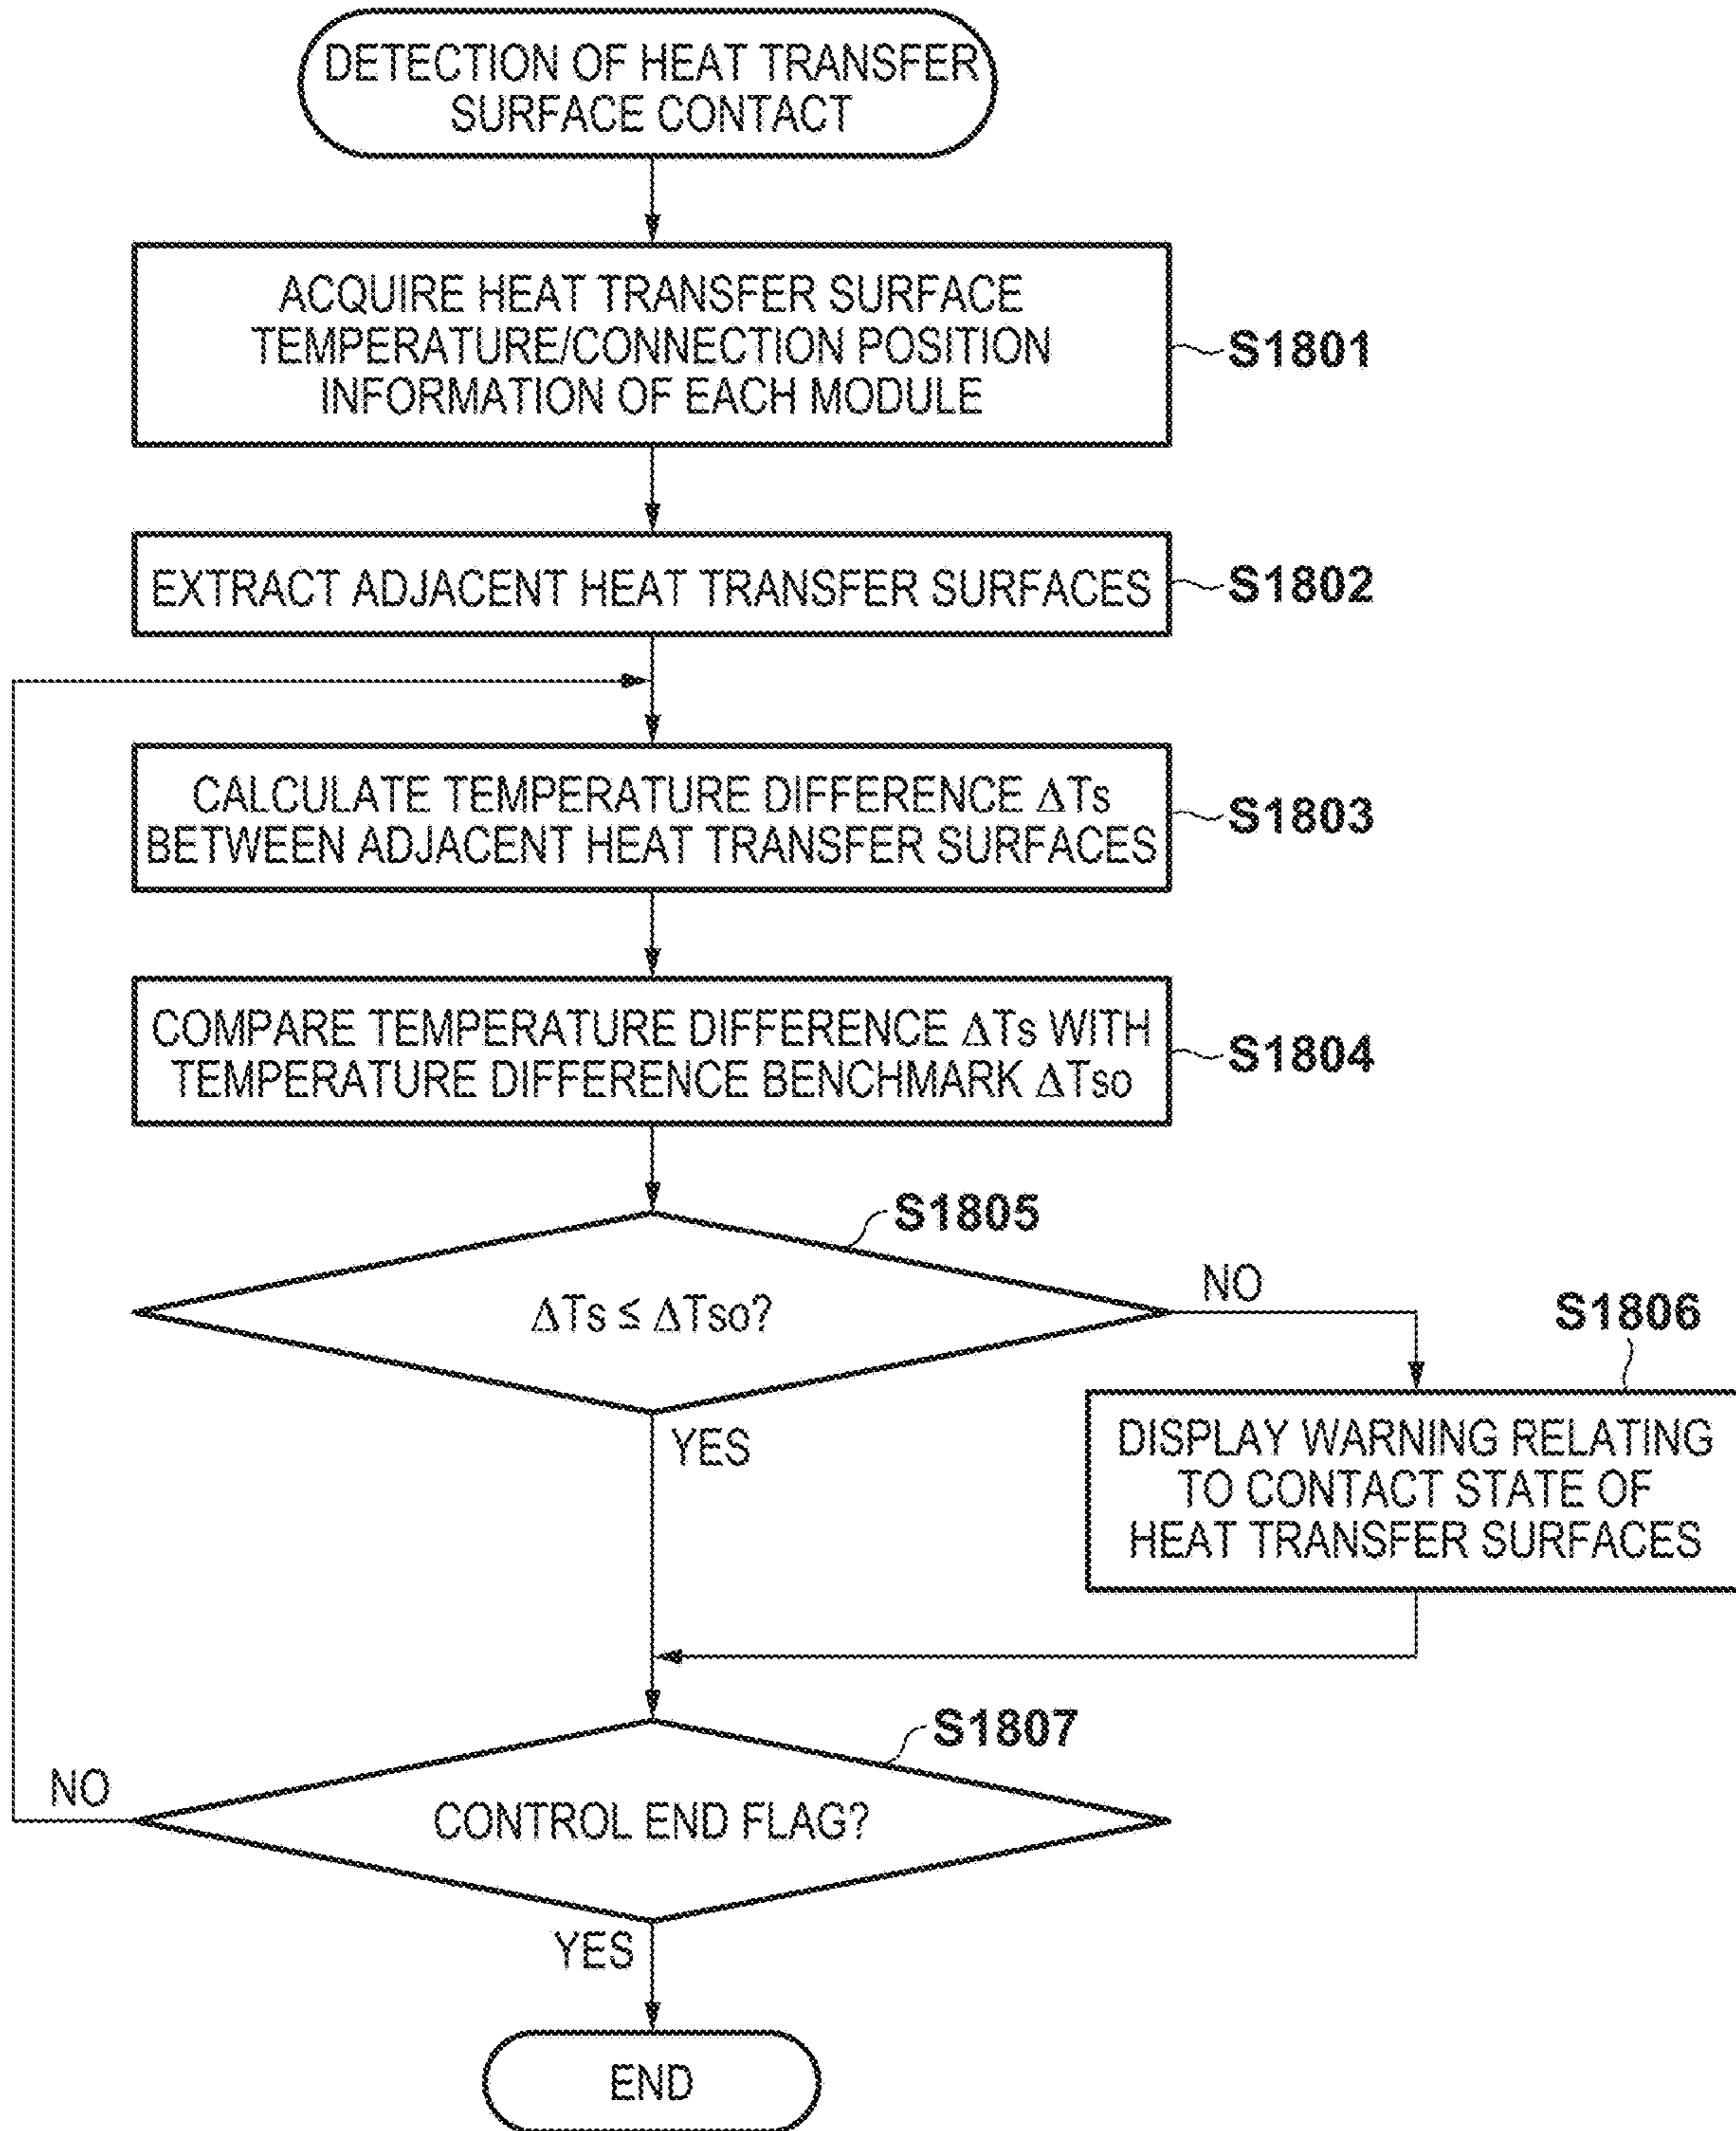 DETECTION OF HEAT TRANSFER
SURFACE CONTACT
ACQUIRE HEAT TRANSFER SURFACE
TEMPERATURE/CONNECTION POSITION
INFORMATION OF EACH MODULE
S1801
EXTRACT ADJACENT HEAT TRANSFER SURFACES
S1802
CALCULATE TEMPERATURE DIFFERENCE ΔTs
BETWEEN ADJACENT HEAT TRANSFER SURFACES
S1803
COMPARE TEMPERATURE DIFFERENCE ΔTs WITH
TEMPERATURE DIFFERENCE BENCHMARK ΔTso
S1804
S1805
ΔTs ≦ ΔTso?
NO
YES
S1806
DISPLAY WARNING RELATING
TO CONTACT STATE OF
HEAT TRANSFER SURFACES
S1807
CONTROL END FLAG?
NO
YES
END